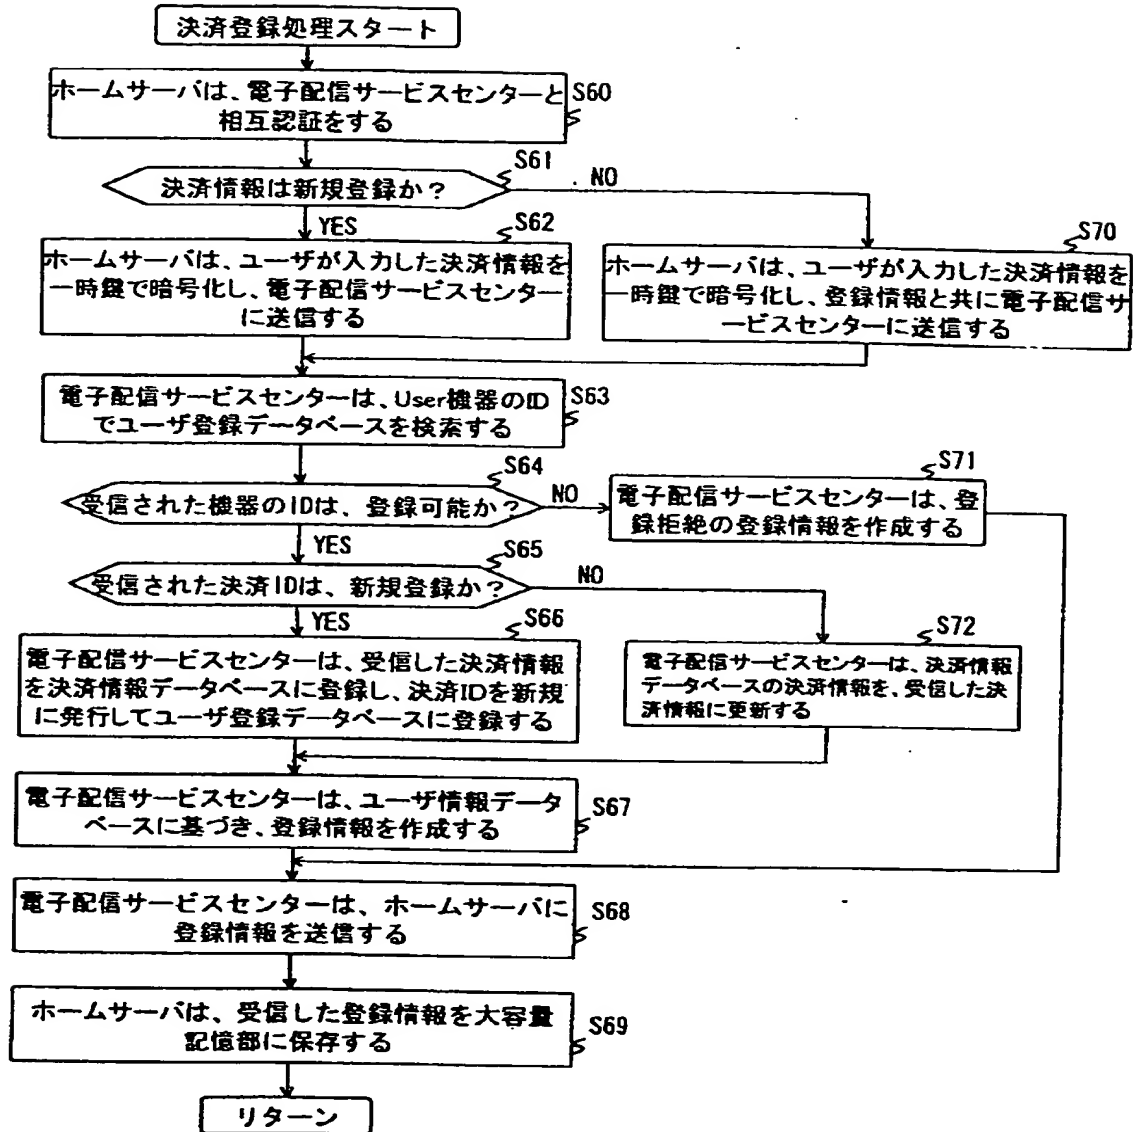 決済登録処理スタート
ホームサーバは、電子配信サービスセンターと
相互認証をする
S60
決済情報は新規登録か？
S61
NO
YES
S62
ホームサーバは、ユーザが入力した決済情報を
一時鍵で暗号化し、電子配信サービスセンター
に送信する
S70
ホームサーバは、ユーザが入力した決済情報を
一時鍵で暗号化し、登録情報と共に電子配信サ
ービスセンターに送信する
電子配信サービスセンターは、User機器のID
でユーザ登録データベースを検索する
S63
S64
受信された機器のIDは、登録可能か？
NO
YES
S71
電子配信サービスセンターは、登
録拒絶の登録情報を作成する
S65
受信された決済IDは、新規登録か？
NO
YES
S66
電子配信サービスセンターは、受信した決済情報
を決済情報データベースに登録し、決済IDを新規
に発行してユーザ登録データベースに登録する
S72
電子配信サービスセンターは、決済情報
データベースの決済情報を、受信した決
済情報に更新する
電子配信サービスセンターは、ユーザ情報データ
ベースに基づき、登録情報を作成する
S67
電子配信サービスセンターは、ホームサーバに
登録情報を送信する
S68
ホームサーバは、受信した登録情報を大容量
記憶部に保存する
S69
リターン